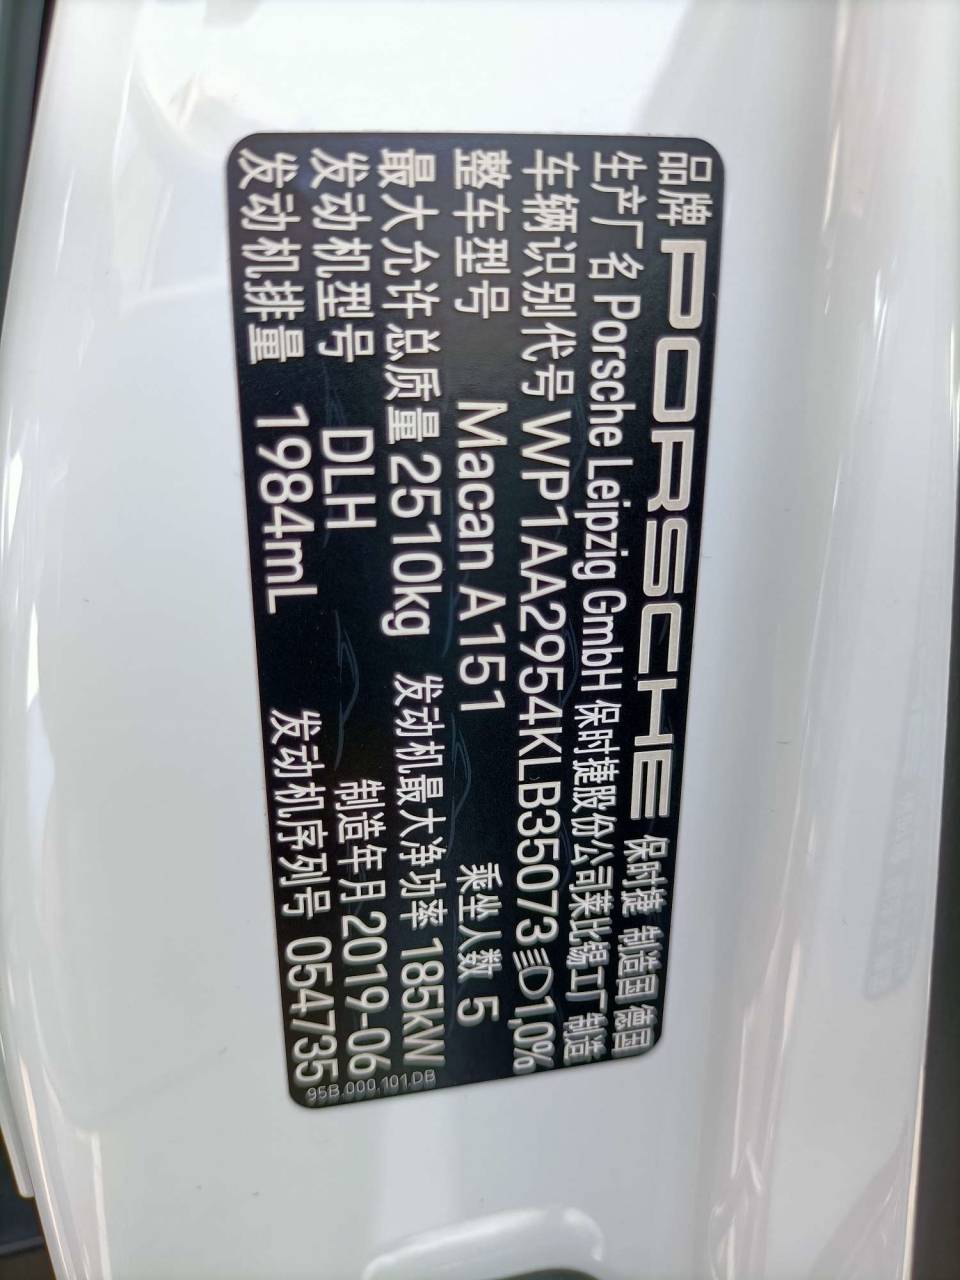 品牌 PORSCHE 保时捷 制造国 德国
生产厂名 Porsche Leipzig GmbH 保时捷股份公司莱比锡工厂 制造
车辆识别代号 WP1AA2954KLB35073 1,0%
整车型号 Macan A151 乘坐人数 5
最大允许总质量 2510kg 发动机最大净功率 185kW
发动机型号 DLH 制造年月 2019-06
发动机排量 1984mL 发动机序列号 054735
95B.000.101.DB